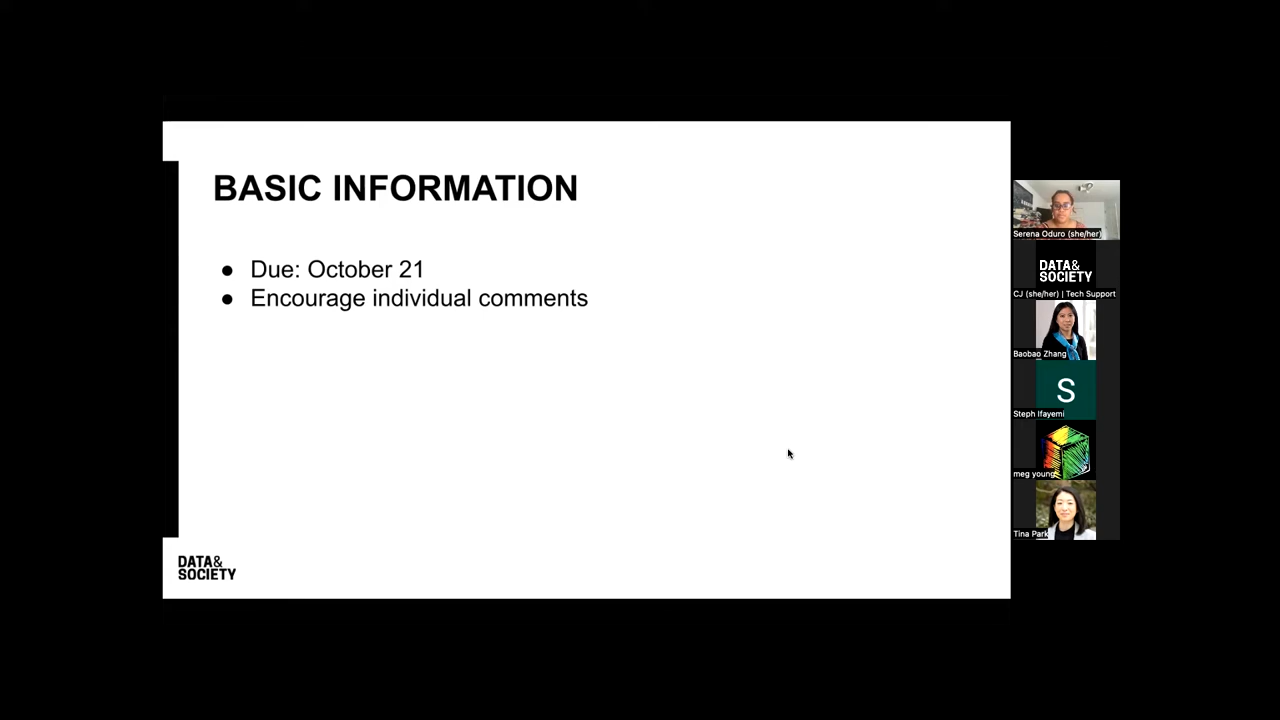 BASIC INFORMATION
● Due: October 21
● Encourage individual comments
DATA&
SOCIETY
Serena Oduro (she/her)
DATA&
SOCIETY
CJ (she/her) | Tech Support
Baobao Zhang
S
Steph Ifayemi
meg young
Tina Park